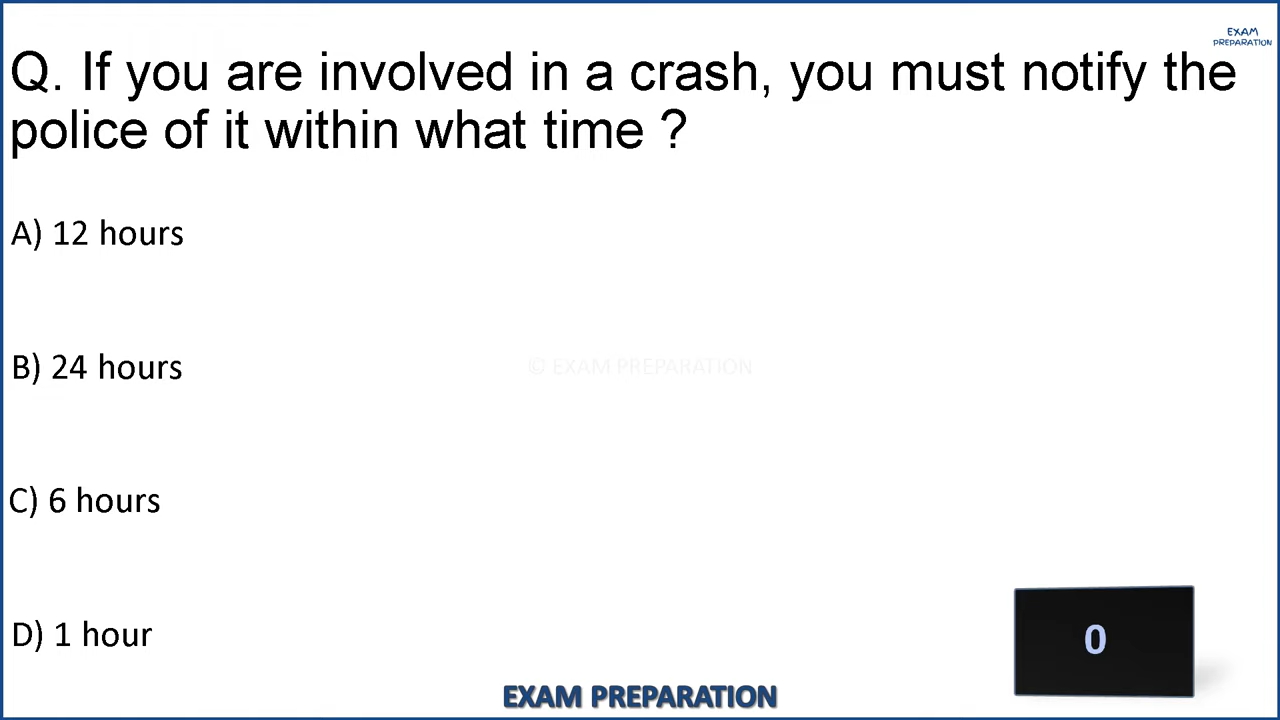 EXAM
PREPARATION
Q. If you are involved in a crash, you must notify the
police of it within what time ?
A) 12 hours
B) 24 hours
© EXAM PREPARATION
C) 6 hours
D) 1 hour
0
EXAM PREPARATION